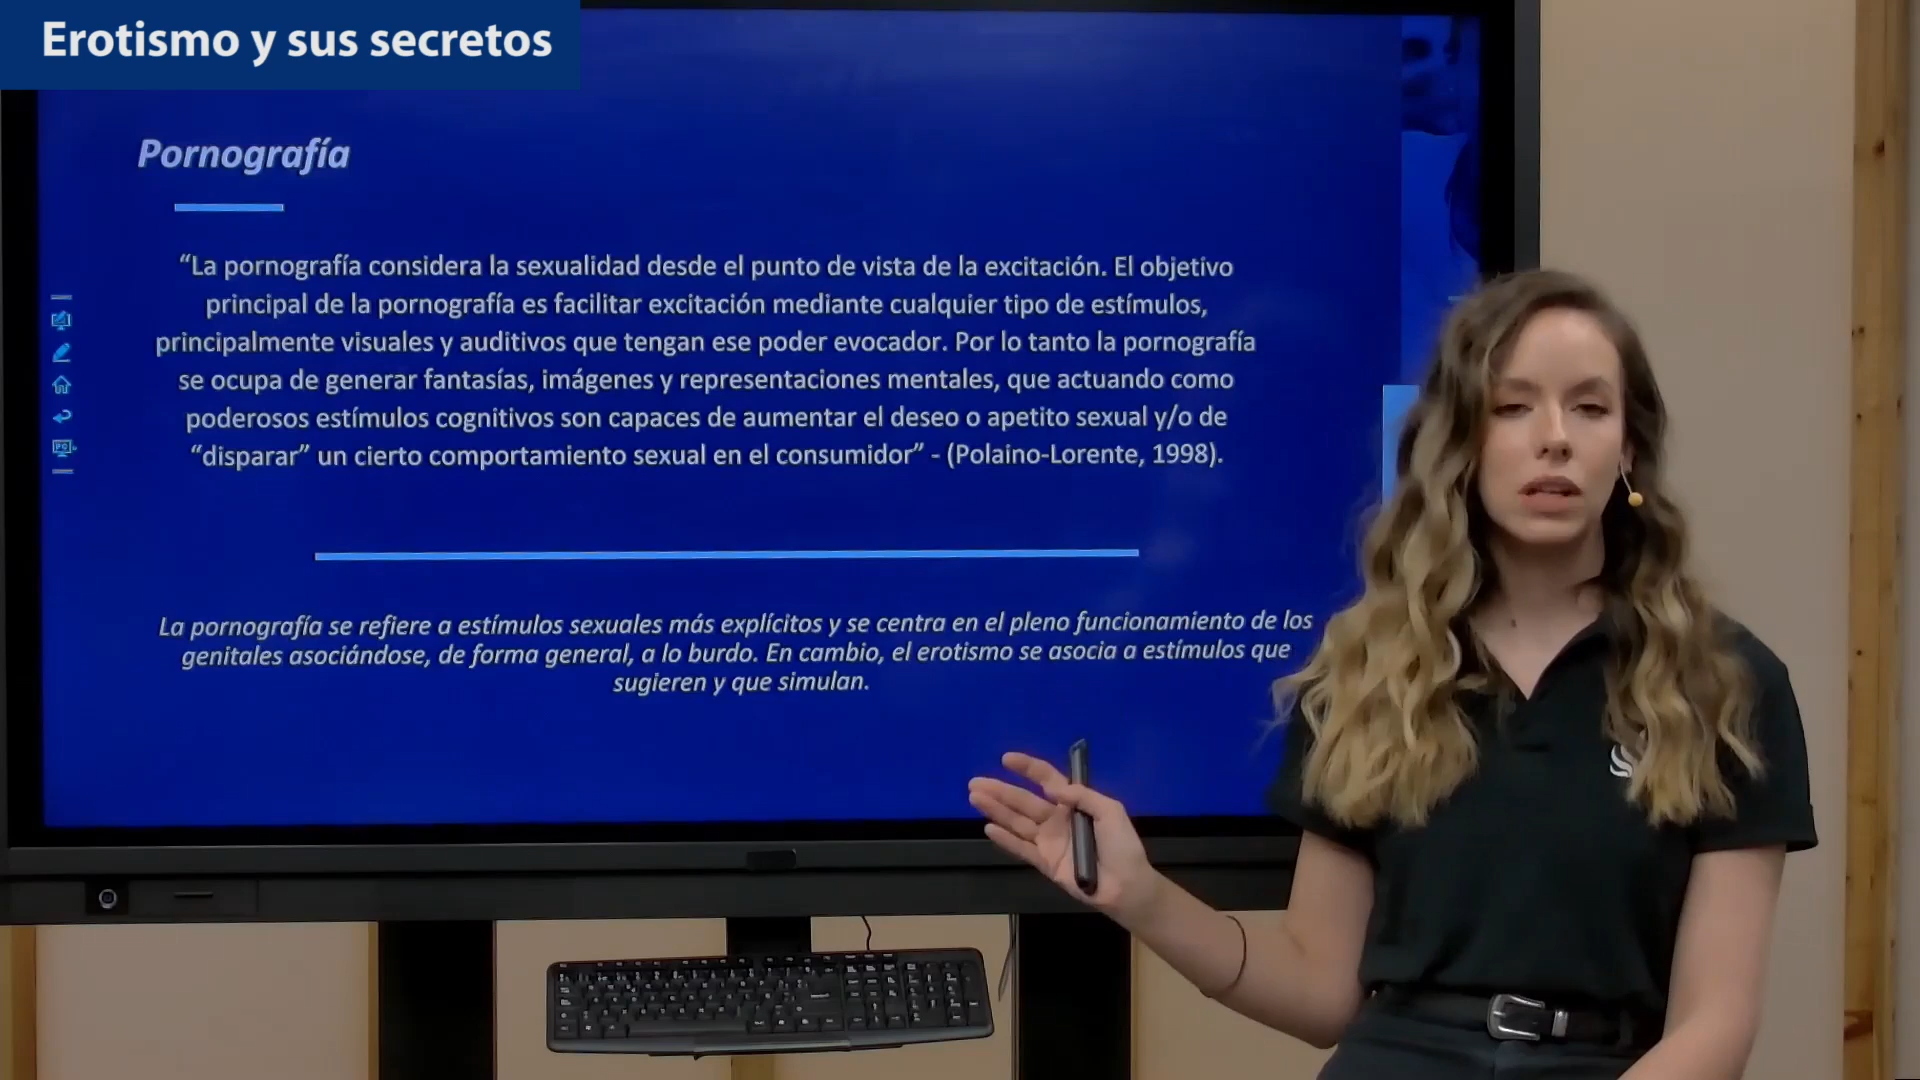 Erotismo y sus secretos
Pornografía
“La pornografía considera la sexualidad desde el punto de vista de la excitación. El objetivo
principal de la pornografía es facilitar excitación mediante cualquier tipo de estímulos,
principalmente visuales y auditivos que tengan ese poder evocador. Por lo tanto la pornografía
se ocupa de generar fantasías, imágenes y representaciones mentales, que actuando como
poderosos estímulos cognitivos son capaces de aumentar el deseo o apetito sexual y/o de
“disparar” un cierto comportamiento sexual en el consumidor” - (Polaino-Lorente, 1998).
La pornografía se refiere a estímulos sexuales más explícitos y se centra en el pleno funcionamiento de los
genitales asociándose, de forma general, a lo burdo. En cambio, el erotismo se asocia a estímulos que
sugieren y que simulan.
PC